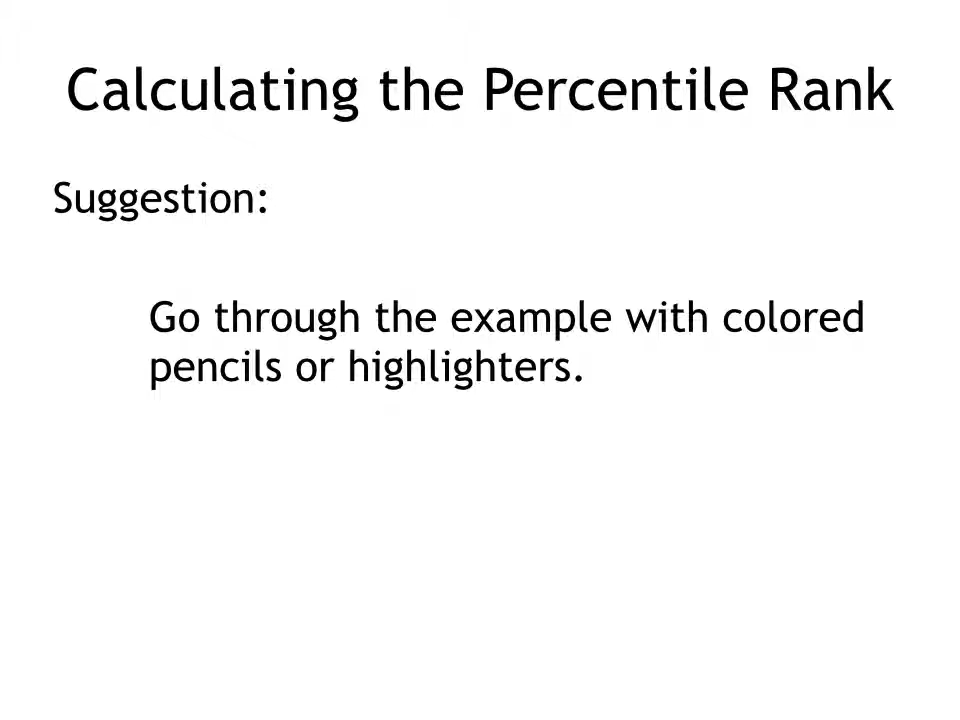 Calculating the Percentile Rank
Suggestion:
Go through the example with colored
pencils or highlighters.